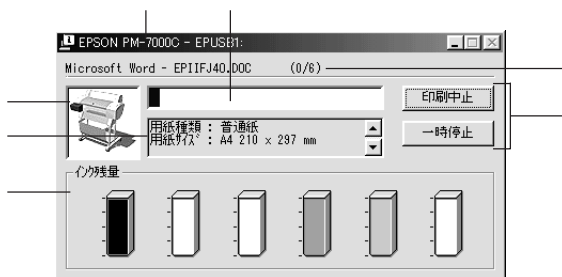 EPSON PM-7000C - EPUSB1:
Microsoft Word - EPIIFJ40.DOC (0/6)
印刷中止
用紙種類 : 普通紙
用紙ｻｲｽﾞ : A4 210 x 297 mm
一時停止
ｲﾝｸ残量